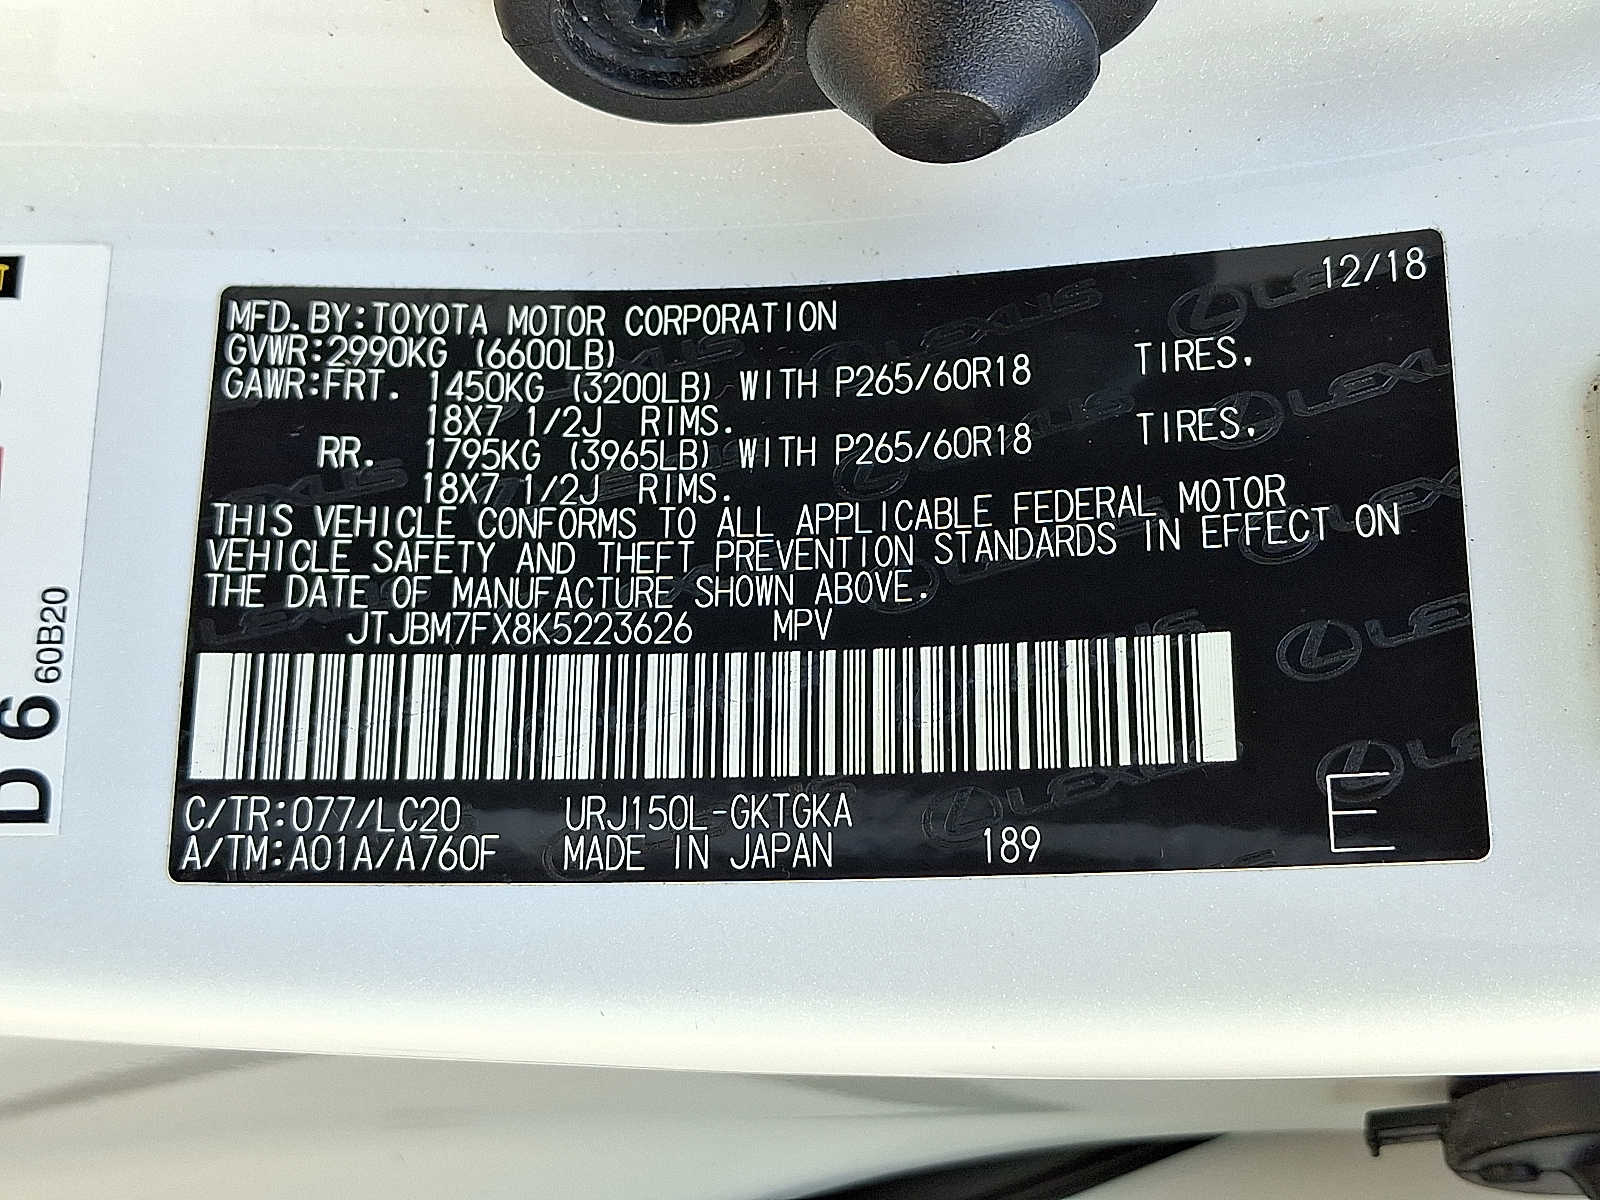 12/18
MFD. BY:TOYOTA MOTOR CORPORATION
GVWR:2990KG (6600LB)
GAWR:FRT. 1450KG (3200LB) WITH P265/60R18 TIRES,
18X7 1/2J RIMS.
RR. 1795KG (3965LB) WITH P265/60R18 TIRES,
18X7 1/2J RIMS.
THIS VEHICLE CONFORMS TO ALL APPLICABLE FEDERAL MOTOR
VEHICLE SAFETY AND THEFT PREVENTION STANDARDS IN EFFECT ON
THE DATE OF MANUFACTURE SHOWN ABOVE.
JTJBM7FX8K5223626 MPV
C/TR:077/LC20 URJ150L-GKTGKA
A/TM:A01A/A760F MADE IN JAPAN 189
E
LEXUS
D 6
60B20